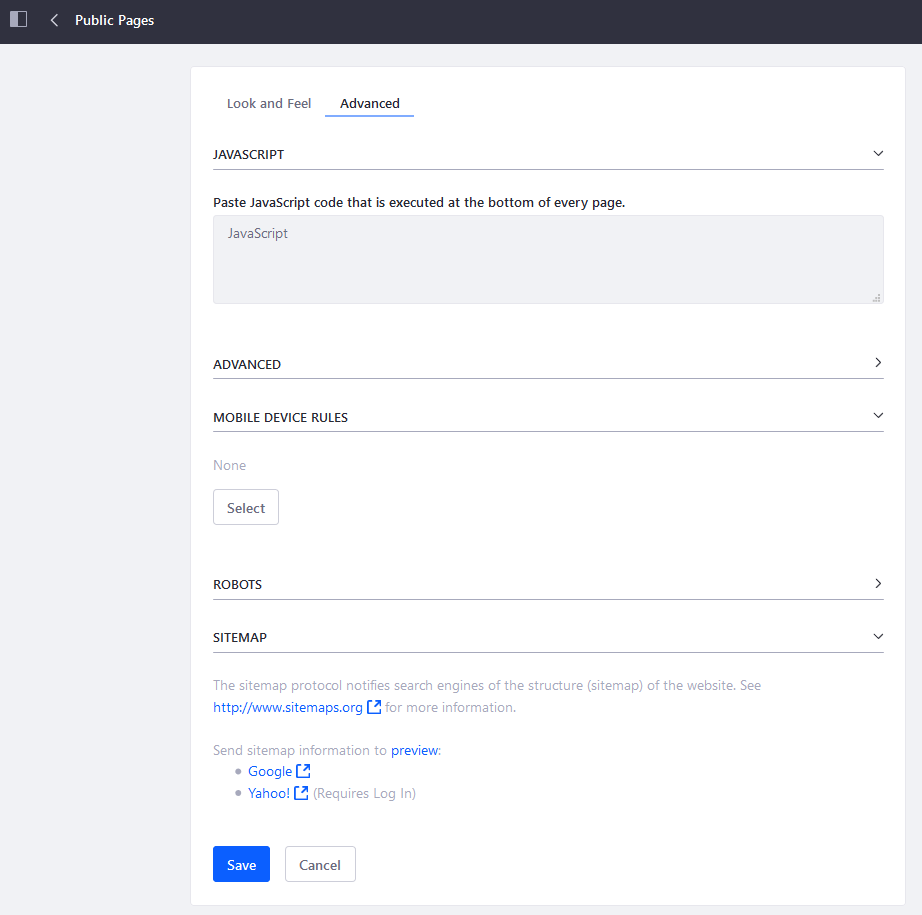 Public Pages
Look and Feel
Advanced
JAVASCRIPT
Paste JavaScript code that is executed at the bottom of every page.
JavaScript
ADVANCED
MOBILE DEVICE RULES
None
Select
ROBOTS
SITEMAP
The sitemap protocol notifies search engines of the structure (sitemap) of the website. See
http://www.sitemaps.org for more information.
Send sitemap information to preview:
Google
Yahoo! (Requires Log In)
Save
Cancel